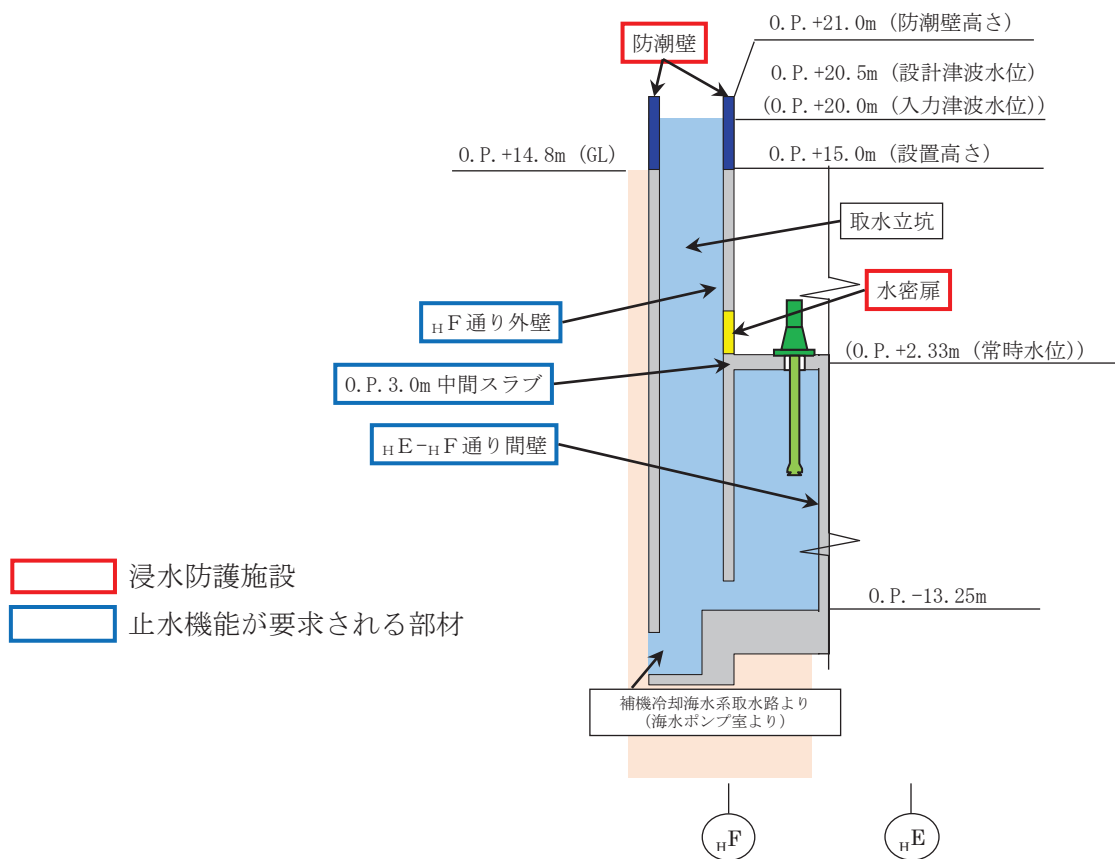 O.P.+21.0m (防潮壁高さ)
防潮壁
O.P.+20.5m (設計津波水位)
(O.P.+20.0m (入力津波水位))
O.P.+14.8m (GL)
O.P.+15.0m (設置高さ)
取水立坑
水密扉
HF通り外壁
(O.P.+2.33m (常時水位))
O.P.3.0m 中間スラブ
HE-HF通り間壁
浸水防護施設
止水機能が要求される部材
O.P.-13.25m
補機冷却海水系取水路より
(海水ポンプ室より)
HF
HE